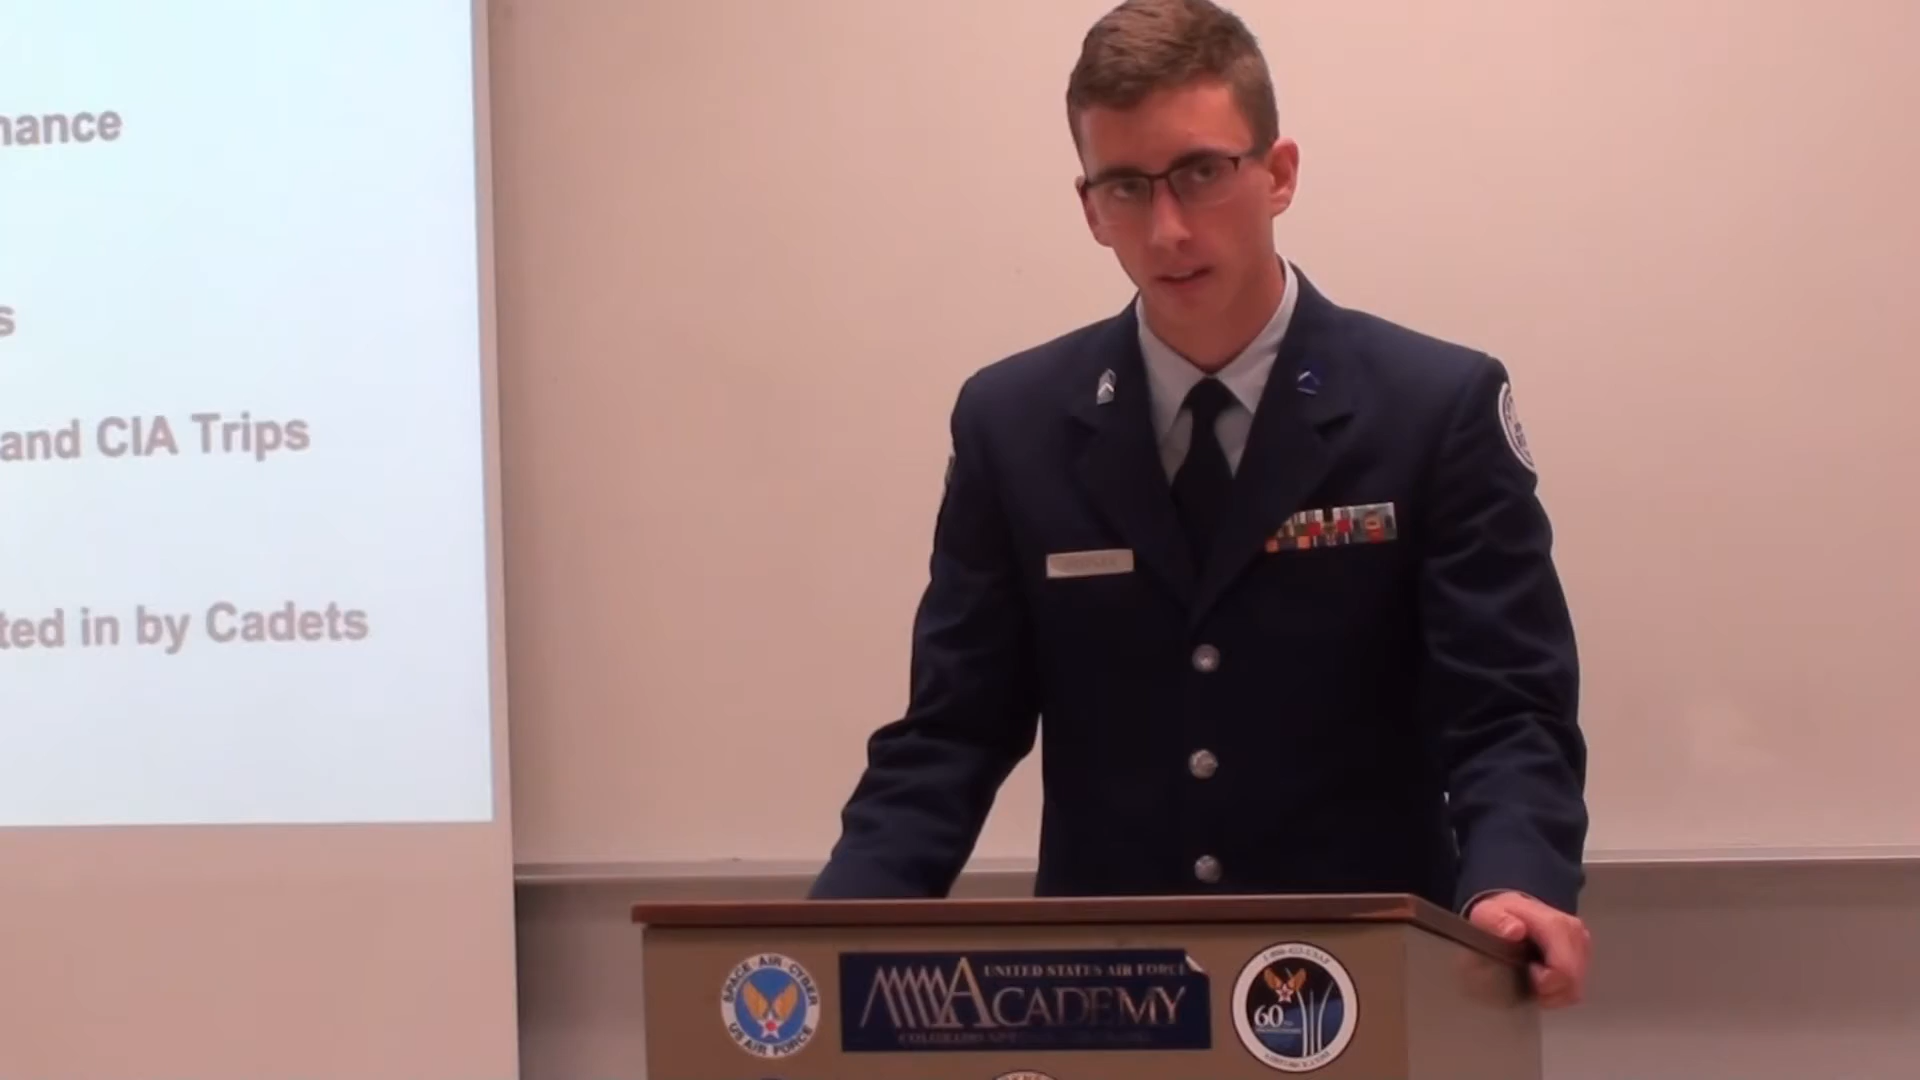 nance
s
and CIA Trips
ted in by Cadets
SPACE AIR CYBER
US AIR FORCE
UNITED STATES AIR FORCE
ACADEMY
60